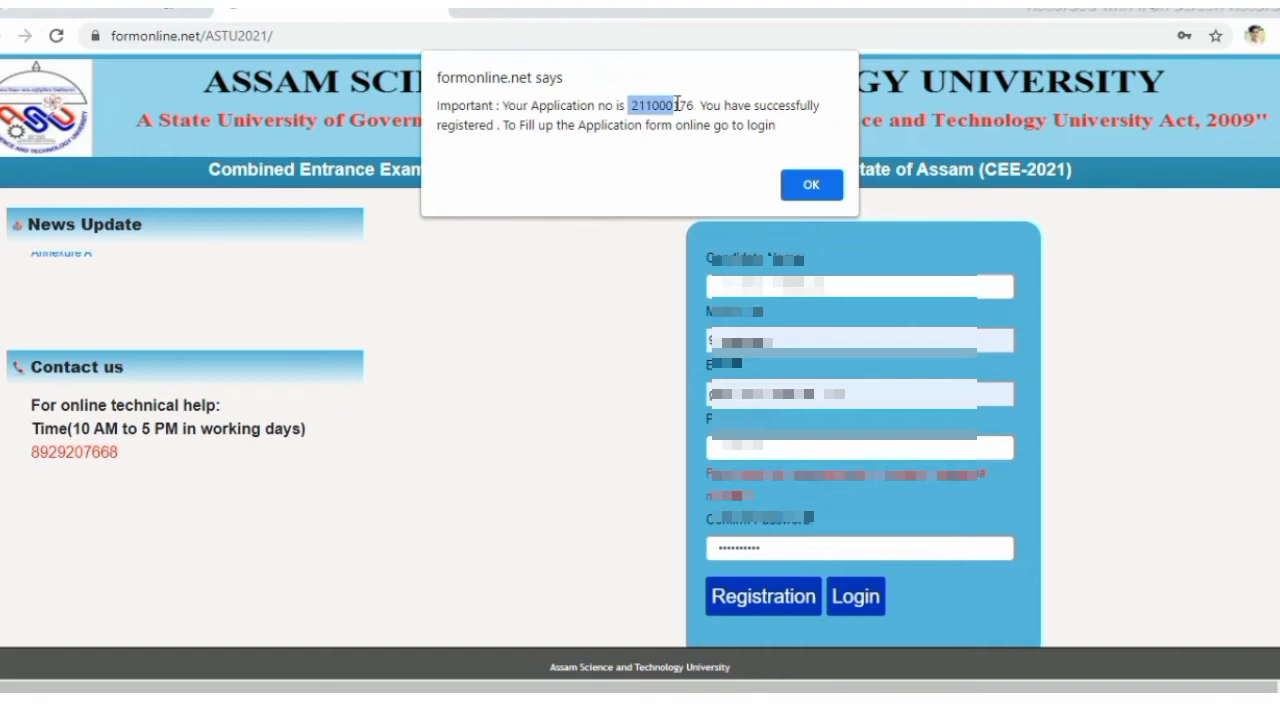 formonline.net/ASTU2021/
formonline.net says
Important : Your Application no is 211000176 You have successfully
registered . To Fill up the Application form online go to login
OK
ASSAM SCI GY UNIVERSITY
A State University of Govern ce and Technology University Act, 2009"
Combined Entrance Exam tate of Assam (CEE-2021)
News Update
Annexure A
Contact us
For online technical help:
Time(10 AM to 5 PM in working days)
8929207668
Confirm Password
Registration Login
Assam Science and Technology University